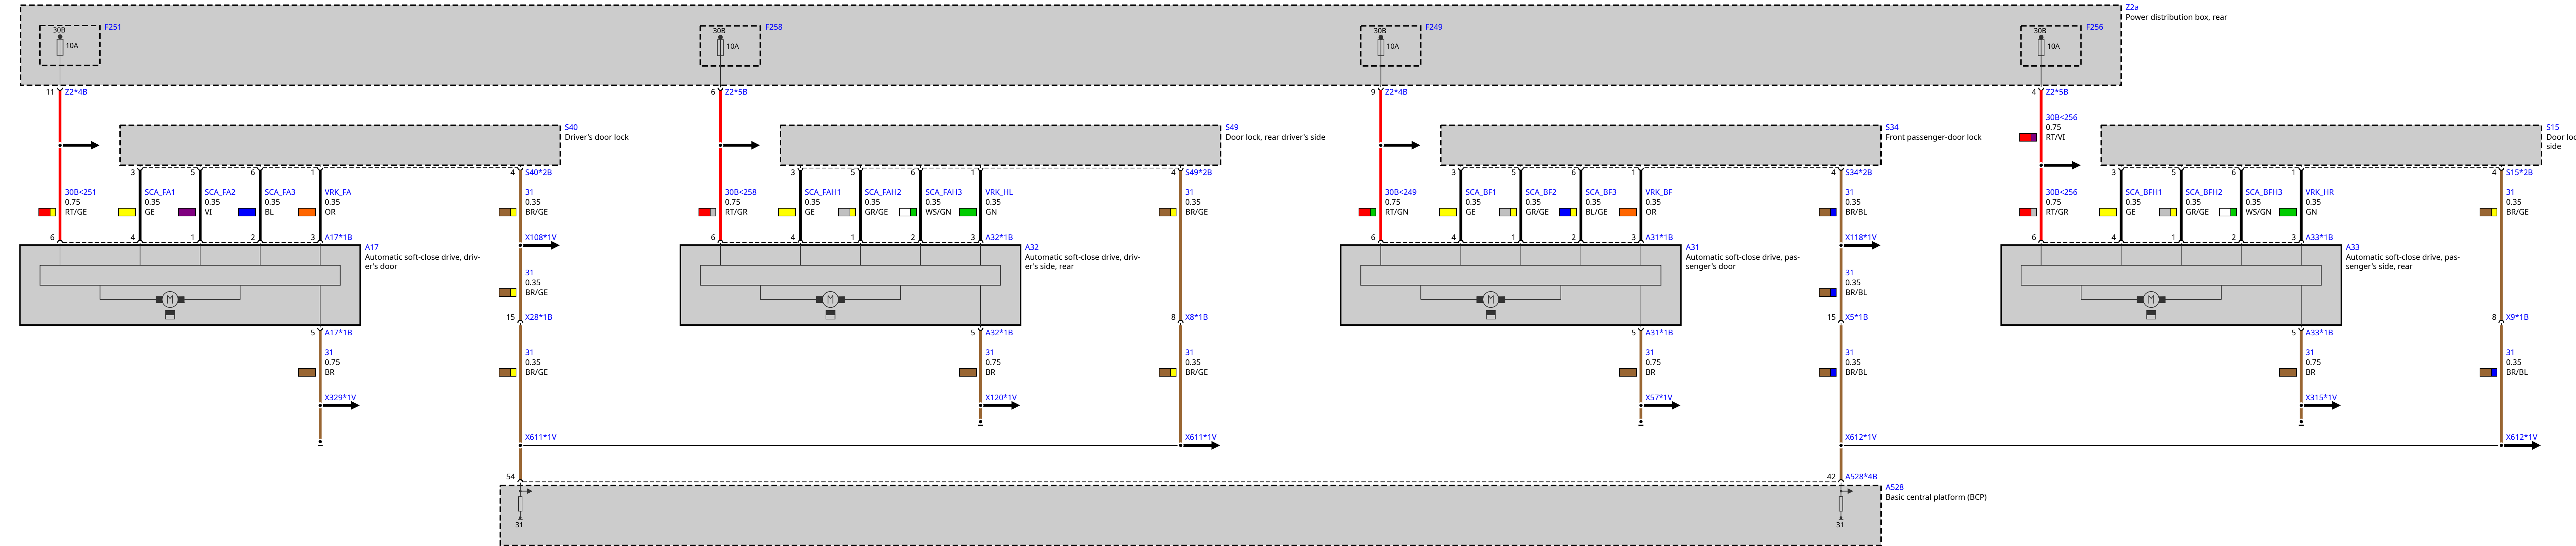 Z2a
Power distribution box, rear
F251
30B
10A
F258
30B
10A
F249
30B
10A
F256
30B
10A
11 Z2*4B
6 Z2*5B
9 Z2*4B
4 Z2*5B
30B<256
0.75
RT/VI
S40
Driver's door lock
S49
Door lock, rear driver's side
S34
Front passenger-door lock
S15
Door loc
side
3 5 6 1 4 S40*2B
3 5 6 1 4 S49*2B
3 5 6 1 4 S34*2B
3 5 6 1 4 S15*2B
30B<251
0.75
RT/GE
SCA_FA1
0.35
GE
SCA_FA2
0.35
VI
SCA_FA3
0.35
BL
VRK_FA
0.35
OR
31
0.35
BR/GE
30B<258
0.75
RT/GR
SCA_FAH1
0.35
GE
SCA_FAH2
0.35
GR/GE
SCA_FAH3
0.35
WS/GN
VRK_HL
0.35
GN
31
0.35
BR/GE
30B<249
0.75
RT/GN
SCA_BF1
0.35
GE
SCA_BF2
0.35
GR/GE
SCA_BF3
0.35
BL/GE
VRK_BF
0.35
OR
31
0.35
BR/BL
30B<256
0.75
RT/GR
SCA_BFH1
0.35
GE
SCA_BFH2
0.35
GR/GE
SCA_BFH3
0.35
WS/GN
VRK_HR
0.35
GN
31
0.35
BR/GE
6 4 1 2 3 A17*1B
X108*1V
6 4 1 2 3 A32*1B
6 4 1 2 3 A31*1B
X118*1V
6 4 1 2 3 A33*1B
A17
Automatic soft-close drive, driv-
er's door
M
A32
Automatic soft-close drive, driv-
er's side, rear
M
A31
Automatic soft-close drive, pas-
senger's door
M
A33
Automatic soft-close drive, pas-
senger's side, rear
M
31
0.35
BR/GE
31
0.35
BR/BL
15 X28*1B
8 X8*1B
15 X5*1B
8 X9*1B
5 A17*1B
5 A32*1B
5 A31*1B
5 A33*1B
31
0.75
BR
31
0.35
BR/GE
31
0.75
BR
31
0.35
BR/GE
31
0.75
BR
31
0.35
BR/BL
31
0.75
BR
31
0.35
BR/BL
X329*1V
X120*1V
X57*1V
X315*1V
X611*1V
X611*1V
X612*1V
X612*1V
54
42 A528*4B
A528
Basic central platform (BCP)
31
31